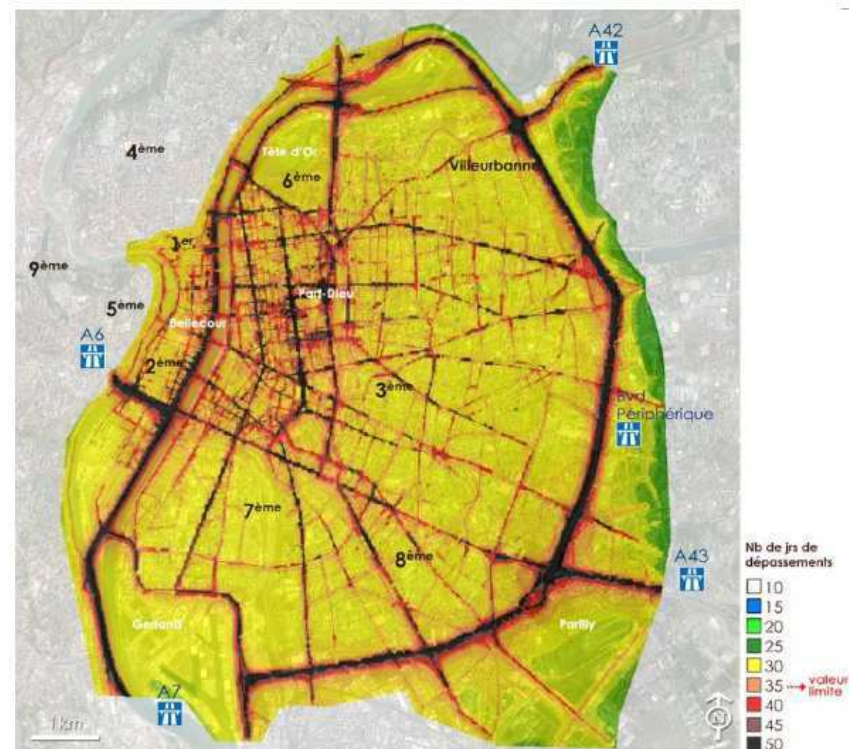 A42
4ème
Tête d'Or
Villeurbanne
6ème
1er
9ème
Part-Dieu
5ème
Bellecour
A6
2ème
3ème
Bvd
Périphérique
7ème
8ème
A43
Gerland
Parilly
A7
1km
N
Nb de jrs de
dépassements
10
15
20
25
30
35 valeur
limite
40
45
50